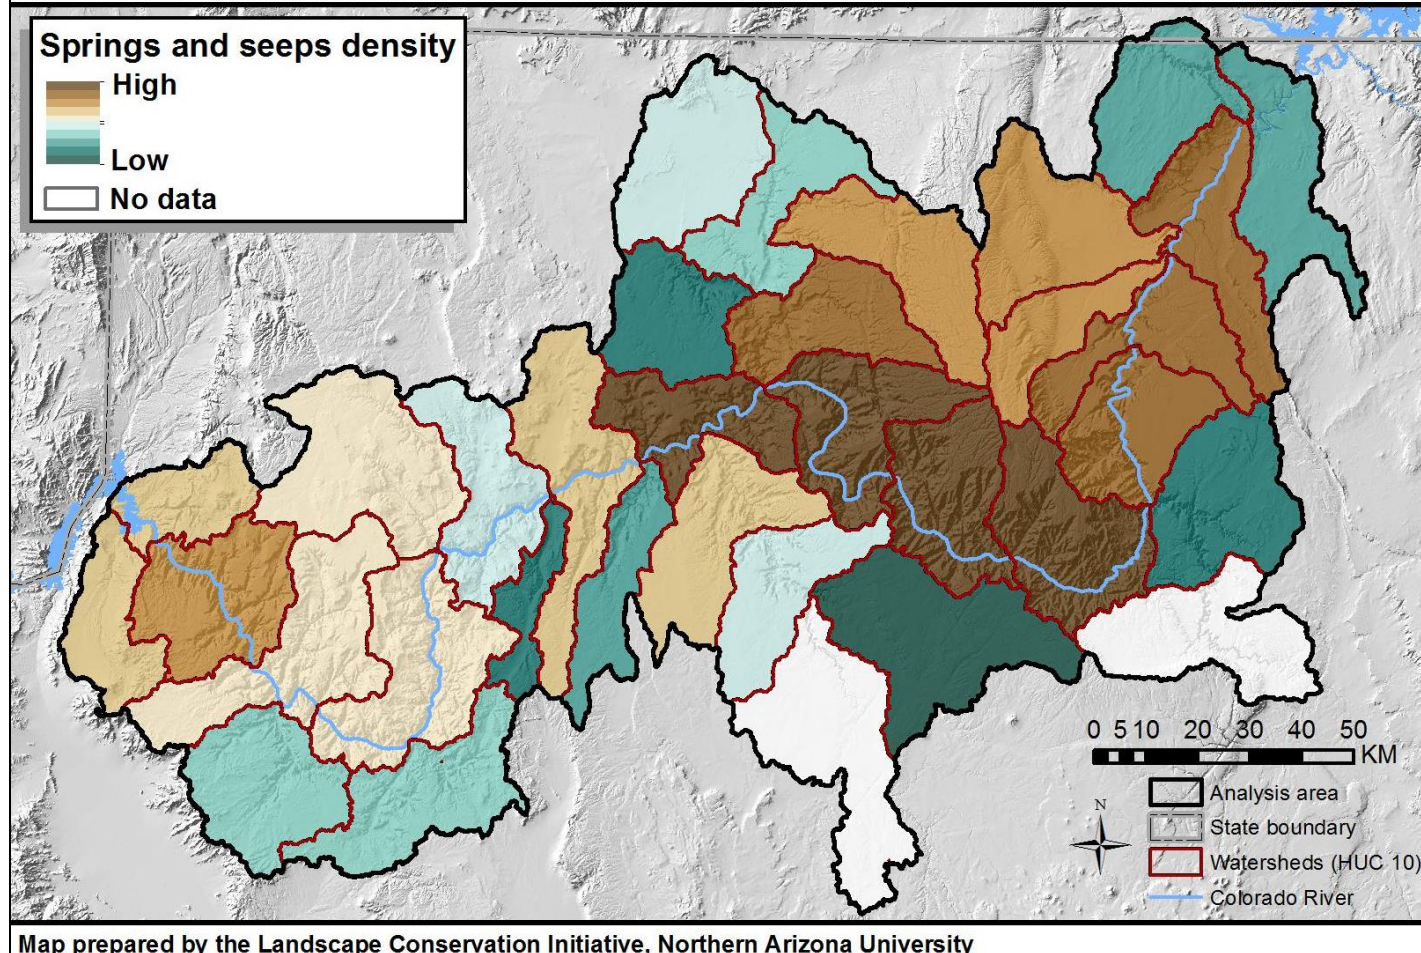 Springs and seeps density
High
Low
No data
0 5 10 20 30 40 50
KM
N
Analysis area
State boundary
Watersheds (HUC 10)
Colorado River
Map prepared by the Landscape Conservation Initiative, Northern Arizona University